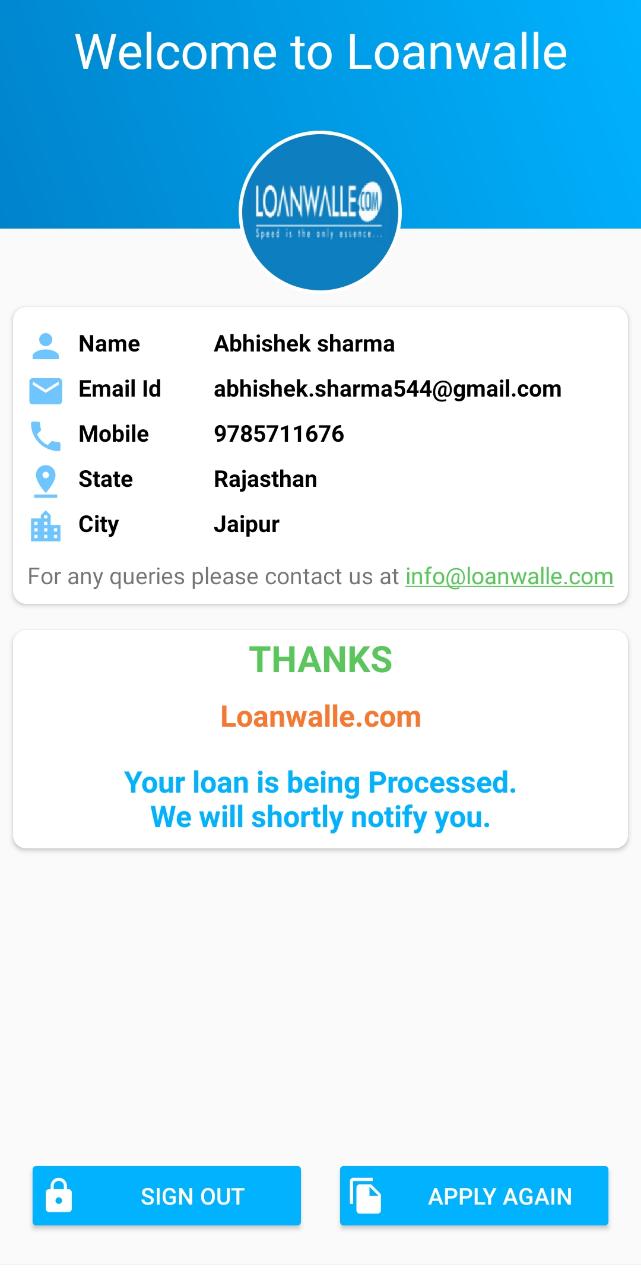 Welcome to Loanwalle
LOANWALLE.COM
Speed is the only essence...
Name Abhishek sharma
Email Id abhishek.sharma544@gmail.com
Mobile 9785711676
State Rajasthan
City Jaipur
For any queries please contact us at info@loanwalle.com
THANKS
Loanwalle.com
Your loan is being Processed.
We will shortly notify you.
SIGN OUT APPLY AGAIN